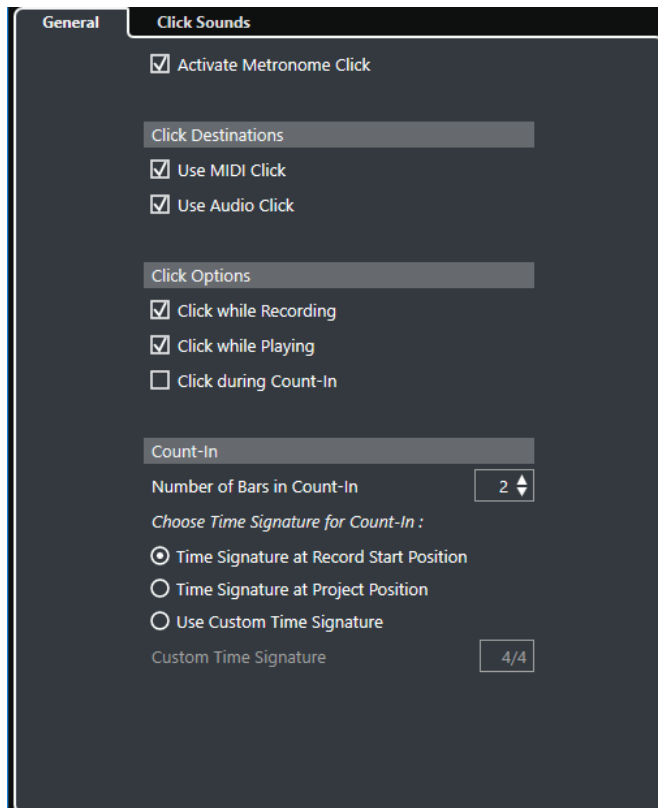 General Click Sounds
Activate Metronome Click
Click Destinations
Use MIDI Click
Use Audio Click
Click Options
Click while Recording
Click while Playing
Click during Count-In
Count-In
Number of Bars in Count-In 2
Choose Time Signature for Count-In :
Time Signature at Record Start Position
Time Signature at Project Position
Use Custom Time Signature
Custom Time Signature 4/4